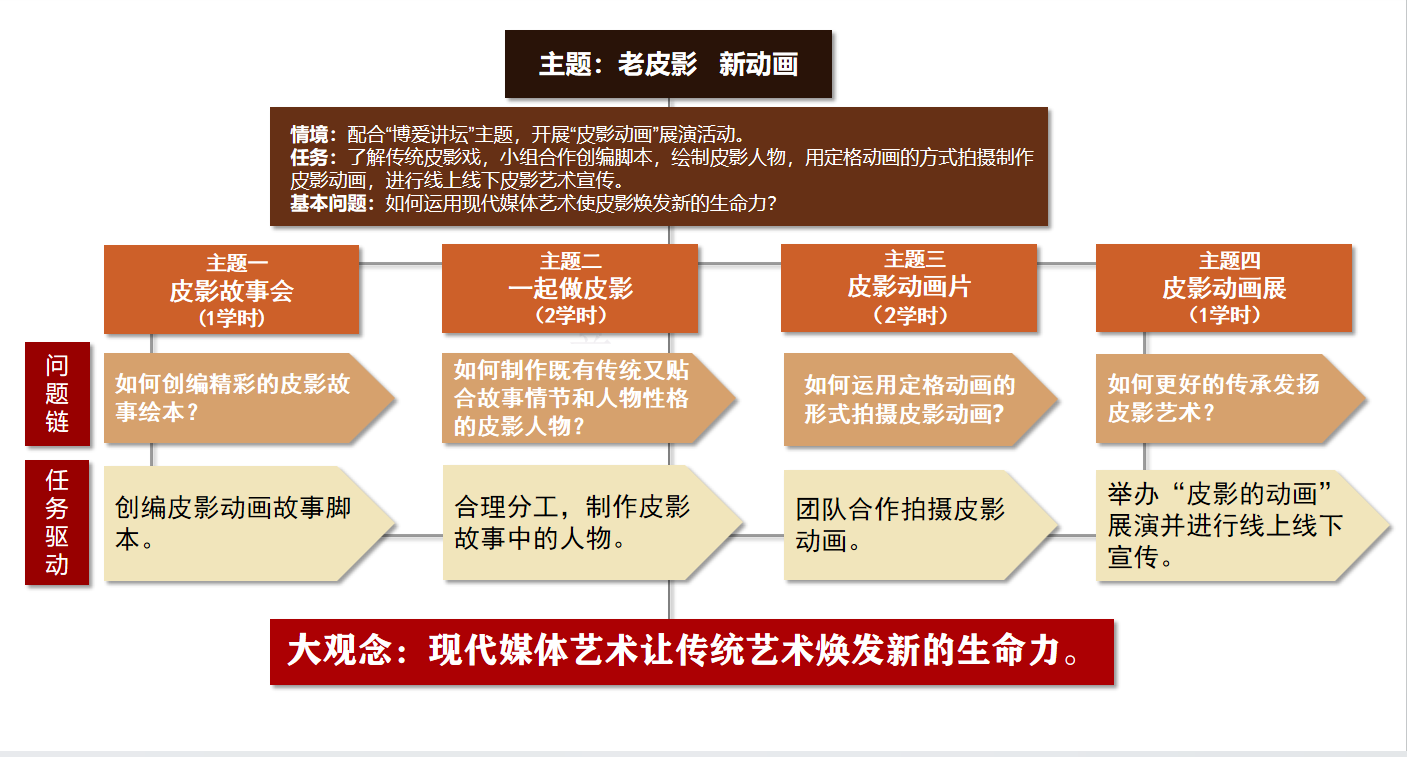 主题：老皮影 新动画
情境：配合“博爱讲坛”主题，开展“皮影动画”展演活动。
任务：了解传统皮影戏，小组合作创编脚本，绘制皮影人物，用定格动画的方式拍摄制作
皮影动画，进行线上线下皮影艺术宣传。
基本问题：如何运用现代媒体艺术使皮影焕发新的生命力？
主题一
皮影故事会
（1学时）
主题二
一起做皮影
（2学时）
主题三
皮影动画片
（2学时）
主题四
皮影动画展
（1学时）
问
题
链
如何创编精彩的皮影故
事绘本？
如何制作既有传统又贴
合故事情节和人物性格
的皮影人物？
如何运用定格动画的
形式拍摄皮影动画？
如何更好的传承发扬
皮影艺术？
任
务
驱
动
创编皮影动画故事脚
本。
合理分工，制作皮影
故事中的人物。
团队合作拍摄皮影
动画。
举办“皮影的动画”
展演并进行线上线下
宣传。
大观念：现代媒体艺术让传统艺术焕发新的生命力。